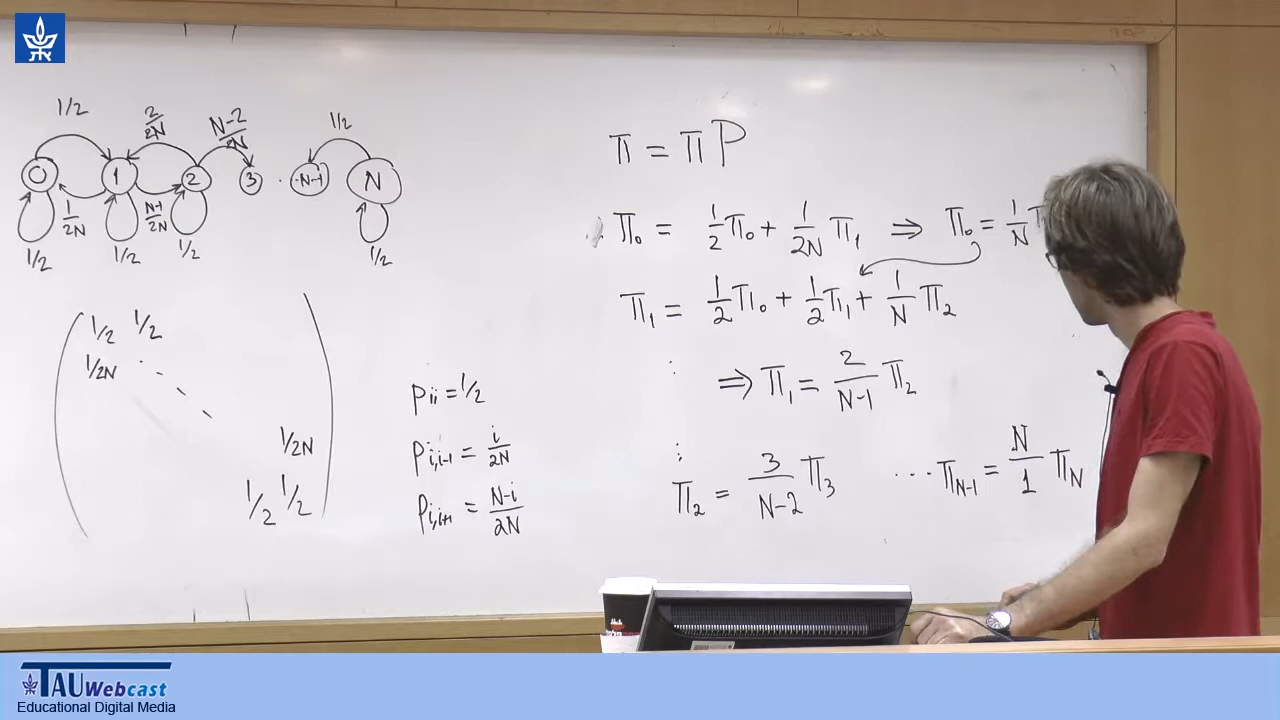 1/2
2/2N
N-2/2N
1/2
0 1 2 3 . N-1 N
1/2N
N-1/2N
1/2 1/2 1/2 1/2
1/2 1/2
1/2N
1/2N
1/2 1/2
pii = 1/2
pi,i-1 = i/2N
pi,i+1 = N-i/2N
π = πP
π0 = 1/2 π0 + 1/2N π1 ⇒ π0 = 1/N π
π1 = 1/2 π0 + 1/2 π1 + 1/N π2
⋮ ⇒ π1 = 2/N-1 π2
⋮
π2 = 3/N-2 π3 ... πN-1 = N/1 πN
TAU Webcast
Educational Digital Media